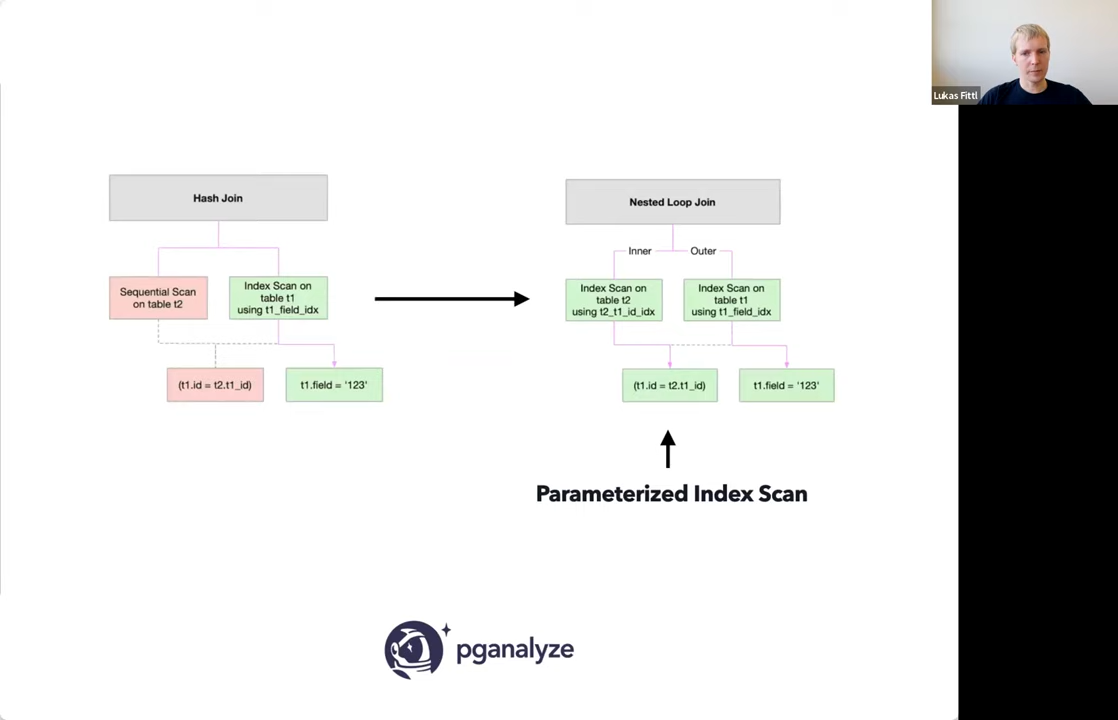 Lukas Fittl
Hash Join
Sequential Scan
on table t2
Index Scan on
table t1
using t1_field_idx
(t1.id = t2.t1_id)
t1.field = '123'
Nested Loop Join
Inner
Outer
Index Scan on
table t2
using t2_t1_id_idx
Index Scan on
table t1
using t1_field_idx
(t1.id = t2.t1_id)
t1.field = '123'
Parameterized Index Scan
pganalyze